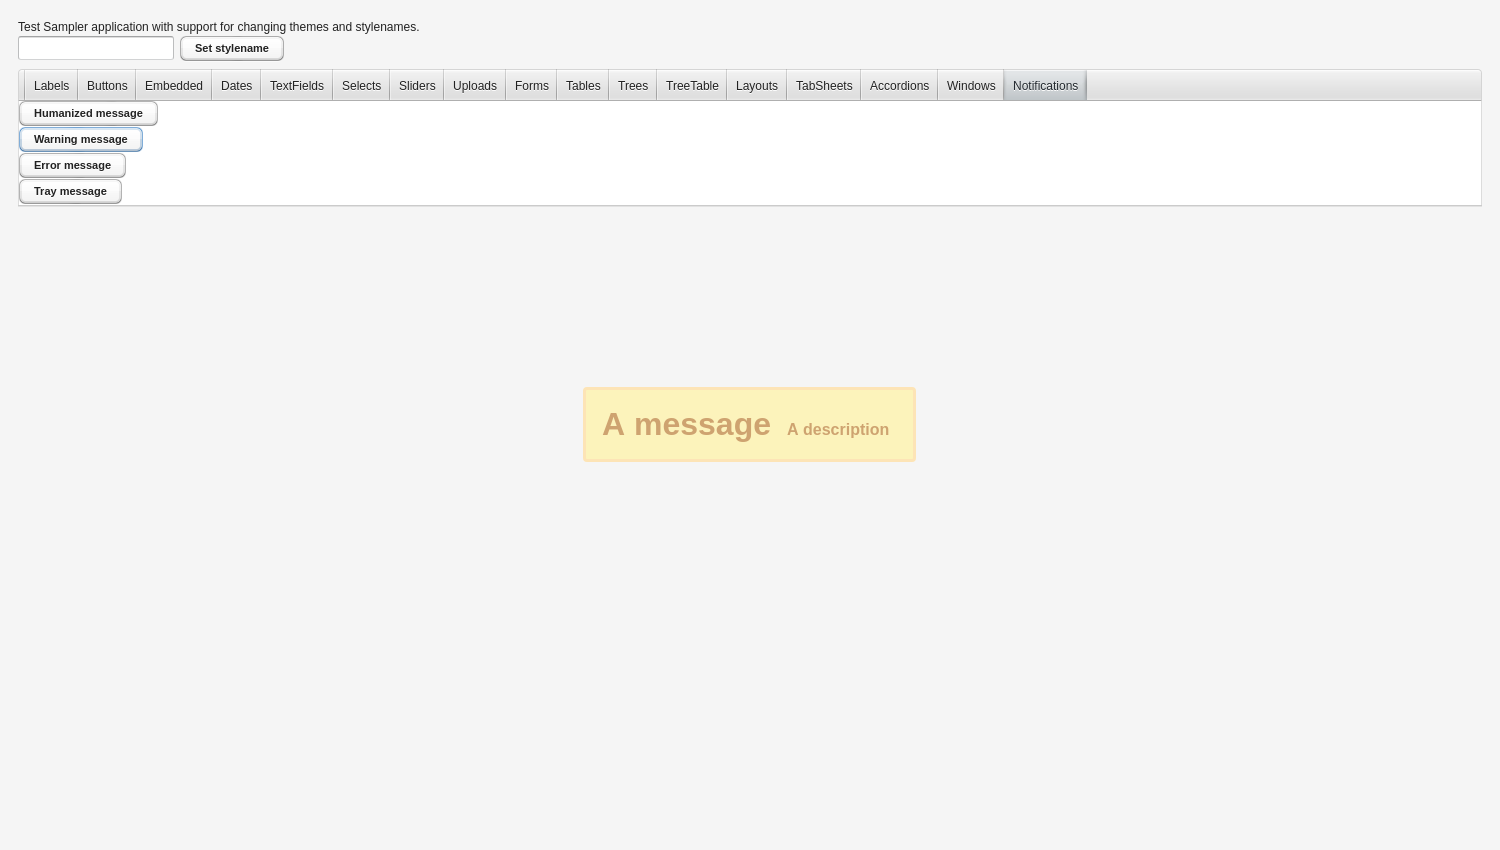 Test Sampler application with support for changing themes and stylenames.
Set stylename
Labels Buttons Embedded Dates TextFields Selects Sliders Uploads Forms Tables Trees TreeTable Layouts TabSheets Accordions Windows Notifications
Humanized message
Warning message
Error message
Tray message
A message A description